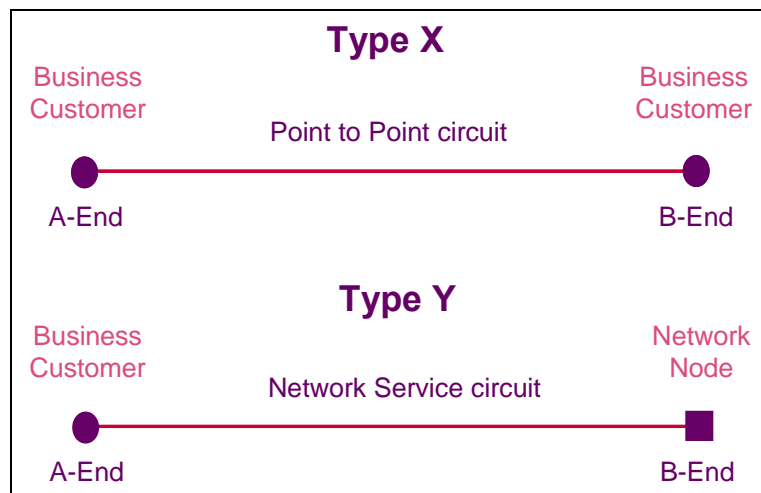 Type X
Business
Customer
Business
Customer
Point to Point circuit
A-End
B-End
Type Y
Business
Customer
Network
Node
Network Service circuit
A-End
B-End